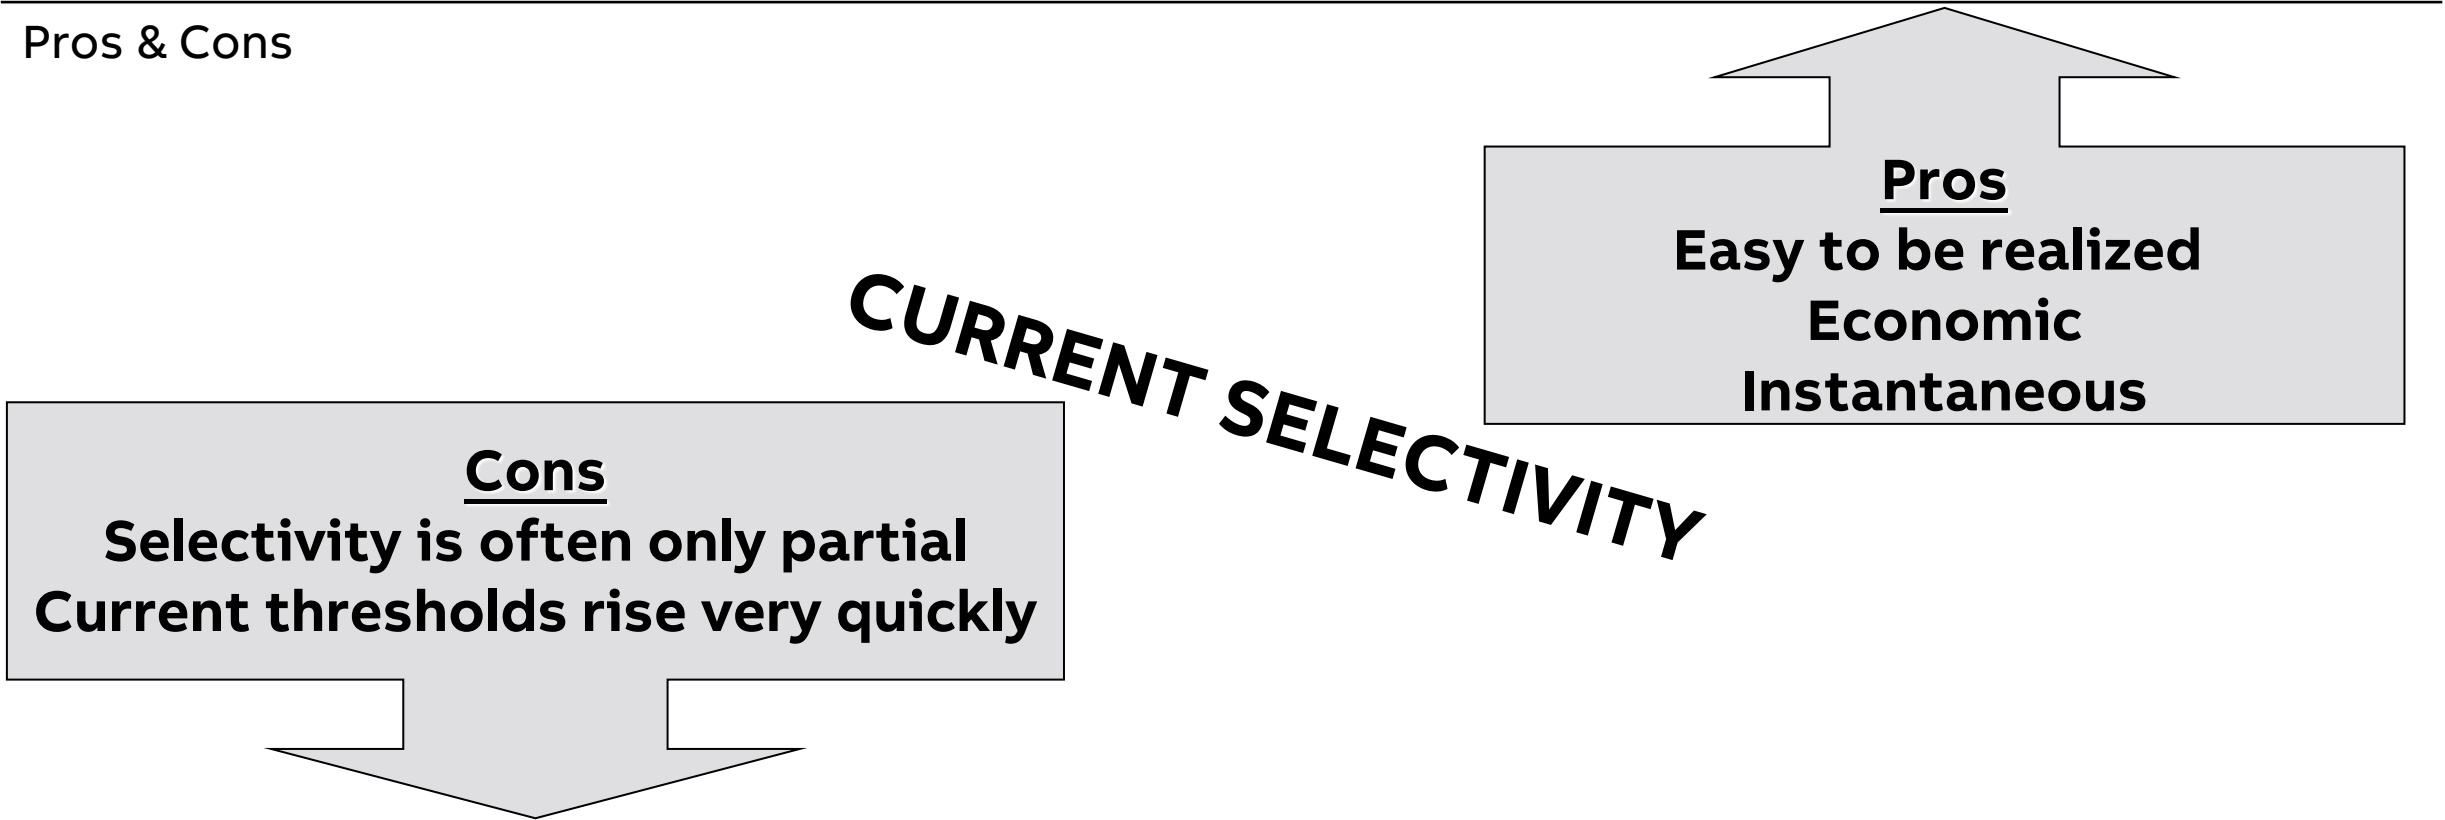 Pros & Cons
Pros
Easy to be realized
Economic
Instantaneous
CURRENT SELECTIVITY
Cons
Selectivity is often only partial
Current thresholds rise very quickly